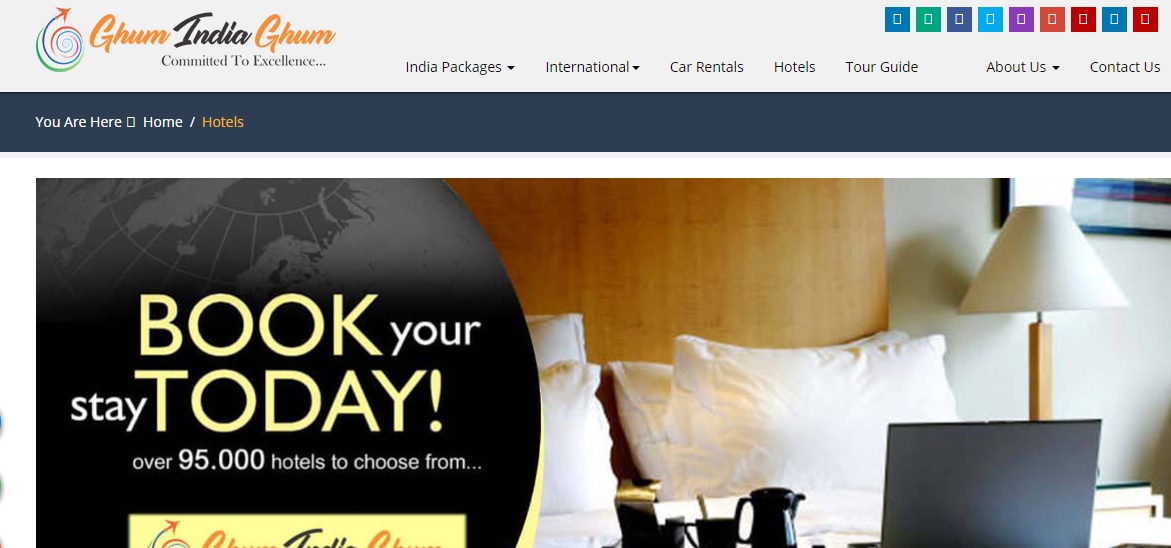 Ghum India Ghum
Committed To Excellence...
India Packages
International
Car Rentals
Hotels
Tour Guide
About Us
Contact Us
You Are Here Home / Hotels
BOOK your
stay TODAY!
over 95.000 hotels to choose from...
Ghum India Ghum